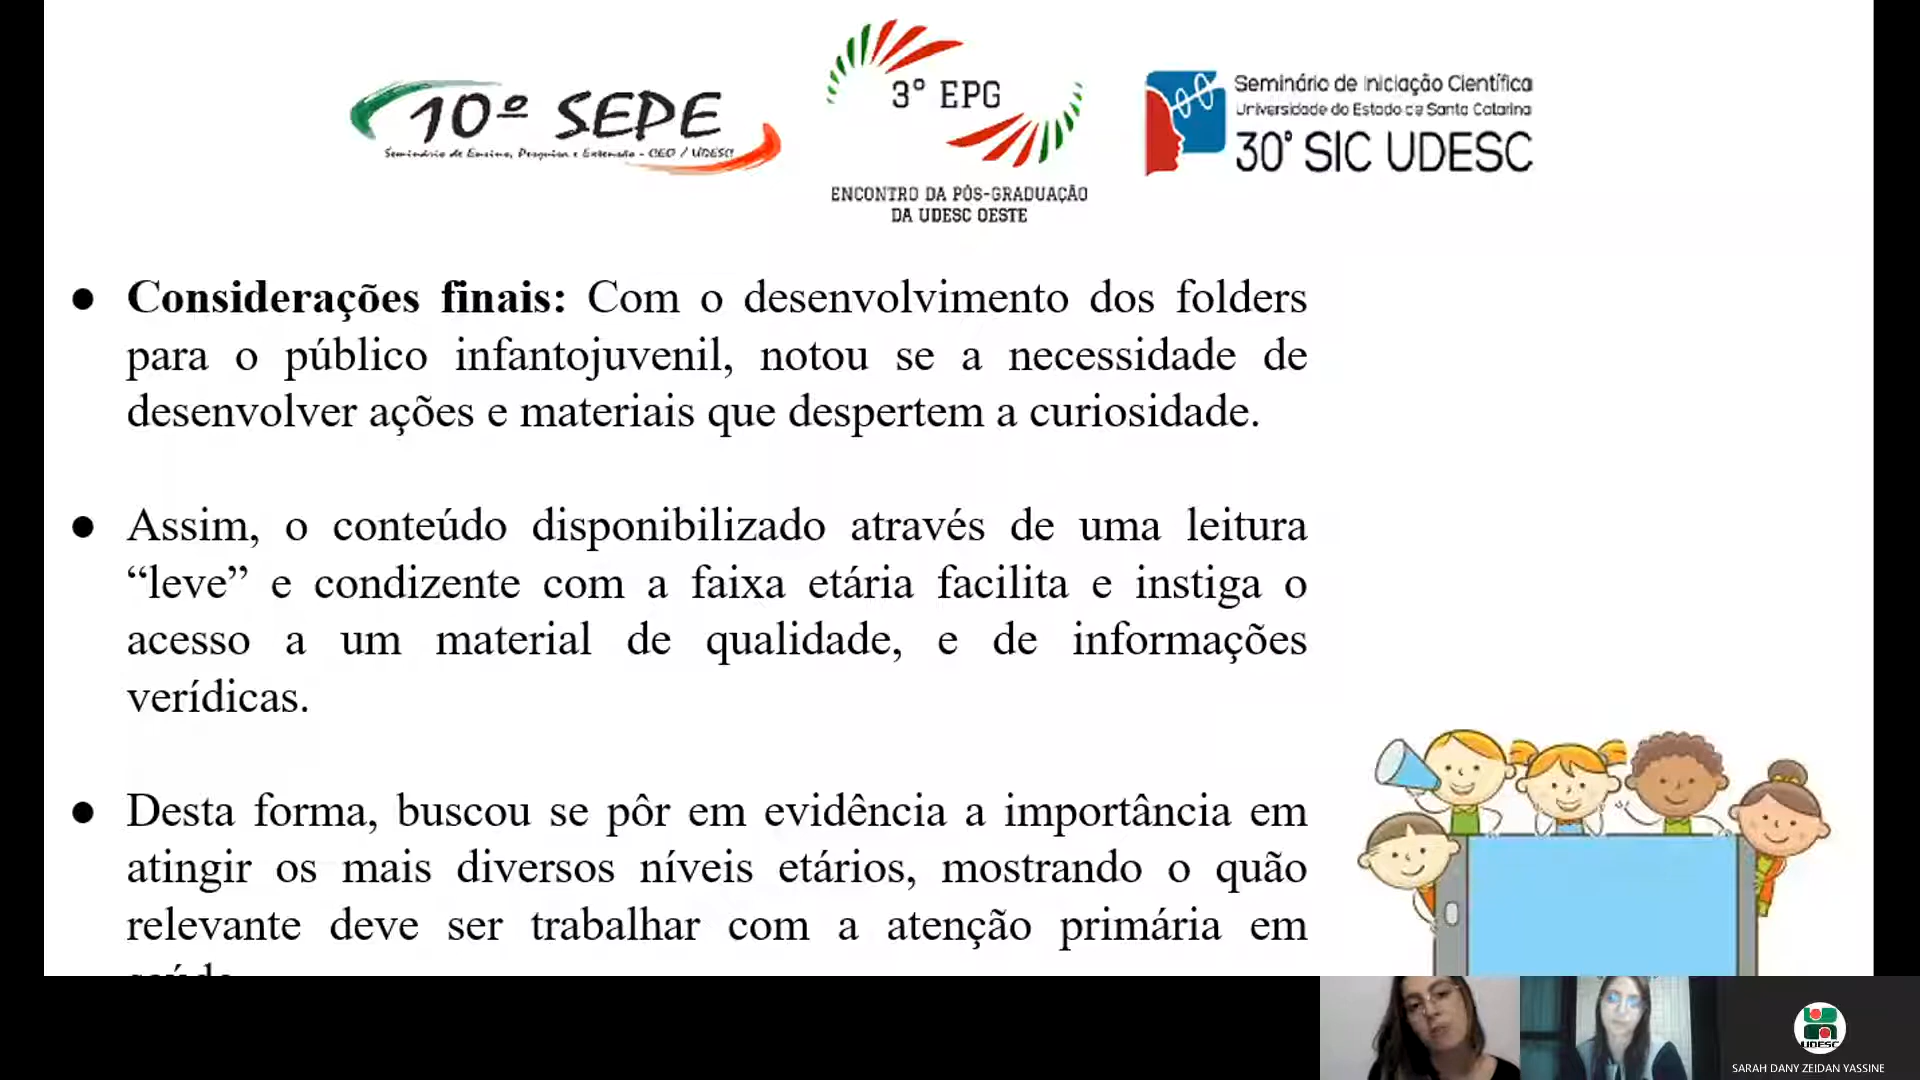 10º SEPE
Seminário de Ensino, Pesquisa e Extensão - CEO / UDESC
3º EPG
ENCONTRO DA PÓS-GRADUAÇÃO
DA UDESC OESTE
Seminário de Iniciação Científica
Universidade do Estado de Santa Catarina
30º SIC UDESC
● Considerações finais: Com o desenvolvimento dos folders
para o público infantojuvenil, notou se a necessidade de
desenvolver ações e materiais que despertem a curiosidade.
● Assim, o conteúdo disponibilizado através de uma leitura
“leve” e condizente com a faixa etária facilita e instiga o
acesso a um material de qualidade, e de informações
verídicas.
● Desta forma, buscou se pôr em evidência a importância em
atingir os mais diversos níveis etários, mostrando o quão
relevante deve ser trabalhar com a atenção primária em
saúde
UDESC
SARAH DANY ZEIDAN YASSINE